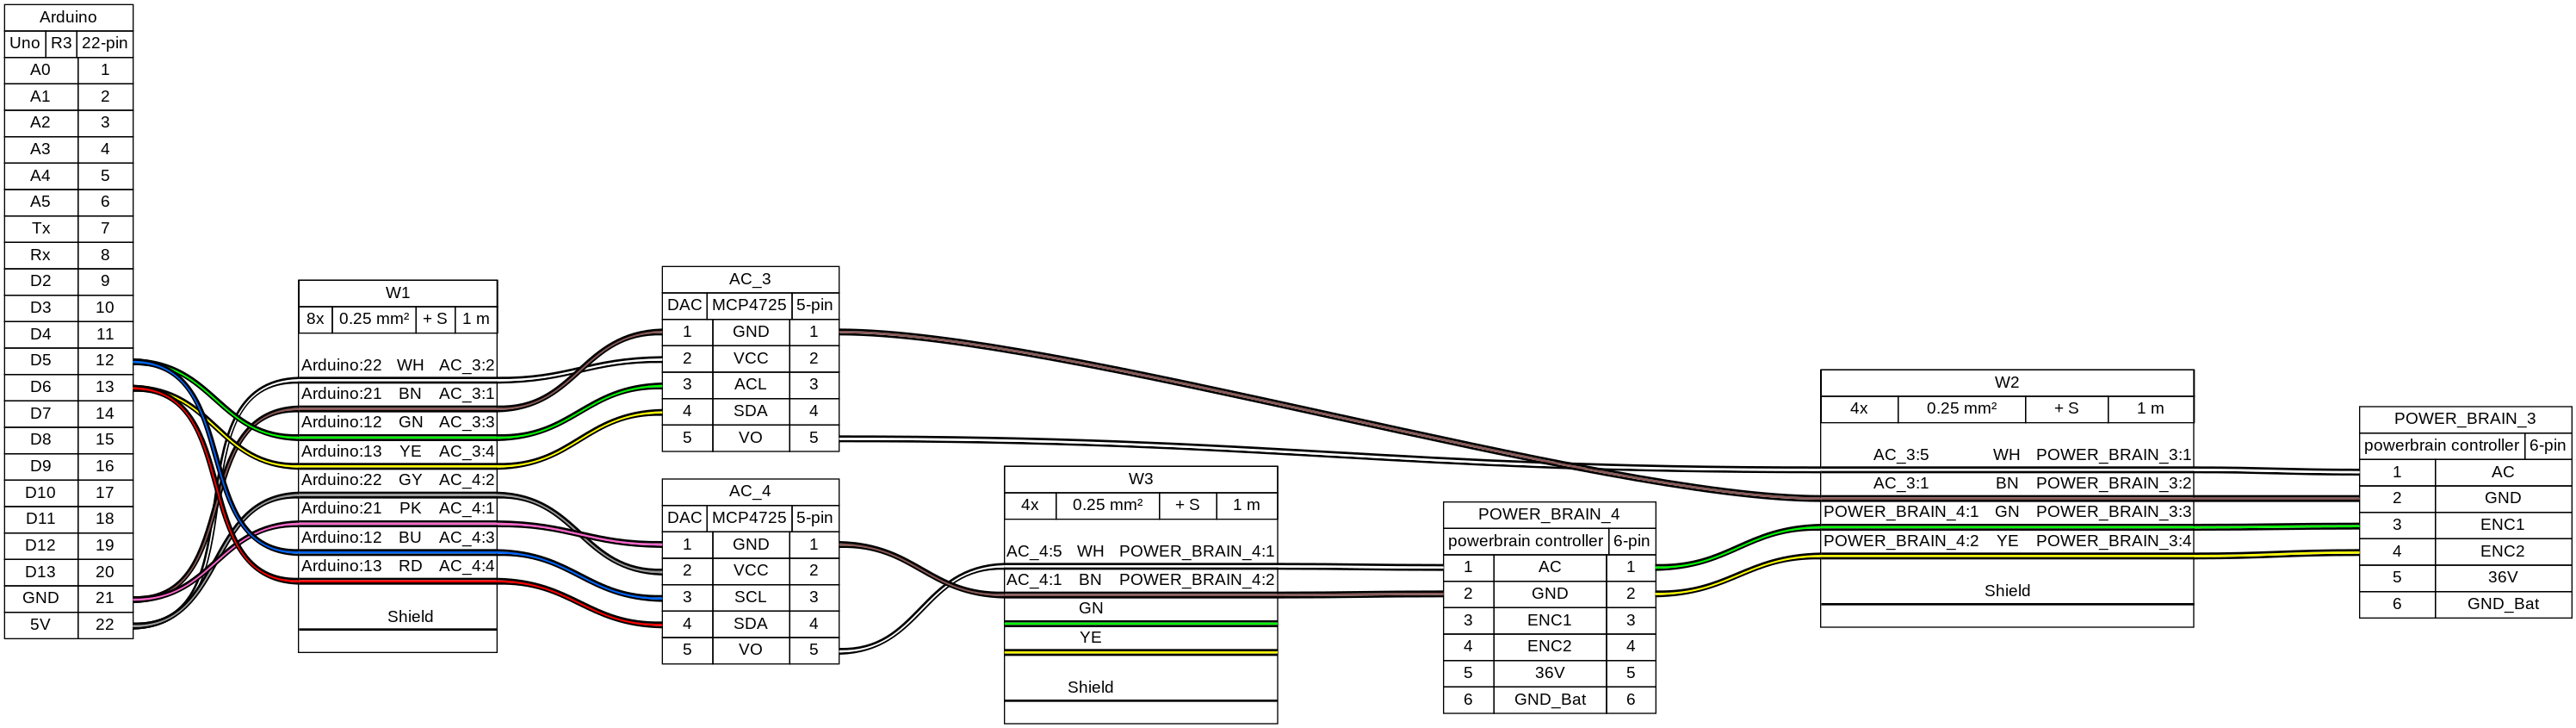 Arduino
Uno R3 22-pin
A0 1
A1 2
A2 3
A3 4
A4 5
A5 6
Tx 7
Rx 8
D2 9
D3 10
D4 11
D5 12
D6 13
D7 14
D8 15
D9 16
D10 17
D11 18
D12 19
D13 20
GND 21
5V 22
W1
8x 0.25 mm² + S 1 m
Arduino:22 WH AC_3:2
Arduino:21 BN AC_3:1
Arduino:12 GN AC_3:3
Arduino:13 YE AC_3:4
Arduino:22 GY AC_4:2
Arduino:21 PK AC_4:1
Arduino:12 BU AC_4:3
Arduino:13 RD AC_4:4
Shield
AC_3
DAC MCP4725 5-pin
1 GND 1
2 VCC 2
3 ACL 3
4 SDA 4
5 VO 5
AC_4
DAC MCP4725 5-pin
1 GND 1
2 VCC 2
3 SCL 3
4 SDA 4
5 VO 5
W3
4x 0.25 mm² + S 1 m
AC_4:5 WH POWER_BRAIN_4:1
AC_4:1 BN POWER_BRAIN_4:2
GN
YE
Shield
POWER_BRAIN_4
powerbrain controller 6-pin
1 AC 1
2 GND 2
3 ENC1 3
4 ENC2 4
5 36V 5
6 GND_Bat 6
W2
4x 0.25 mm² + S 1 m
AC_3:5 WH POWER_BRAIN_3:1
AC_3:1 BN POWER_BRAIN_3:2
POWER_BRAIN_4:1 GN POWER_BRAIN_3:3
POWER_BRAIN_4:2 YE POWER_BRAIN_3:4
Shield
POWER_BRAIN_3
powerbrain controller 6-pin
1 AC
2 GND
3 ENC1
4 ENC2
5 36V
6 GND_Bat